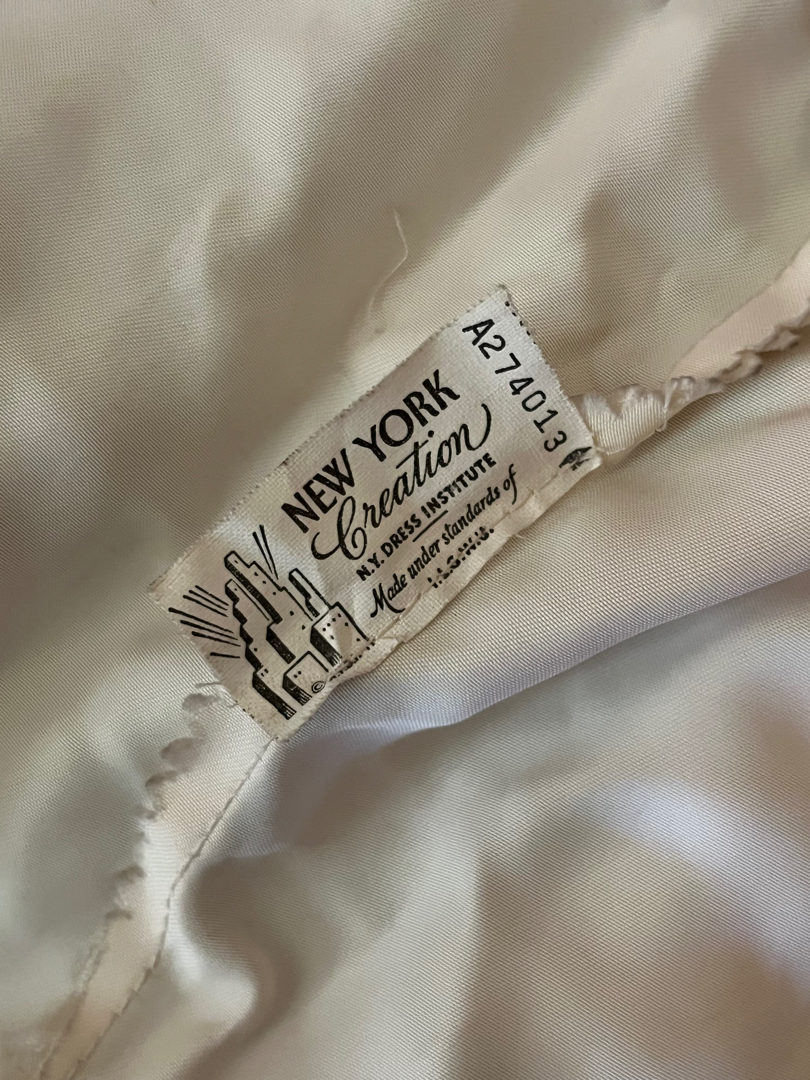 NEW YORK
Creation
N.Y. DRESS INSTITUTE
Made under standards of
I.L.G.W.U.
©
A274013